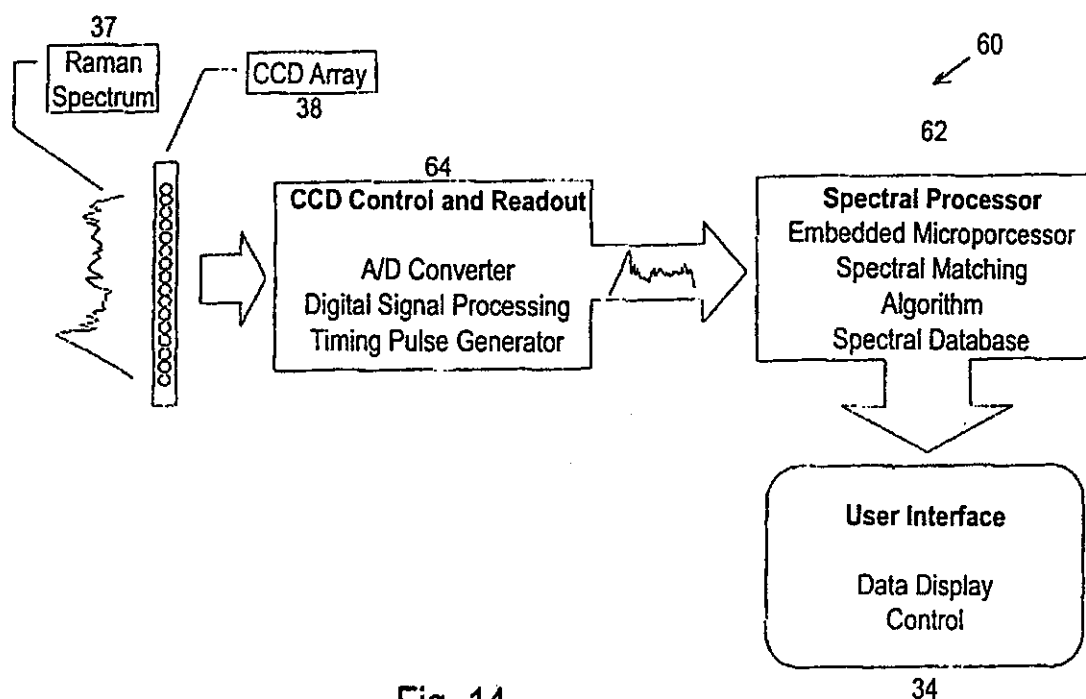 37
Raman
Spectrum
CCD Array
38
60
62
64
CCD Control and Readout
A/D Converter
Digital Signal Processing
Timing Pulse Generator
Spectral Processor
Embedded Microporcessor
Spectral Matching
Algorithm
Spectral Database
User Interface
Data Display
Control
34
Fig. 14